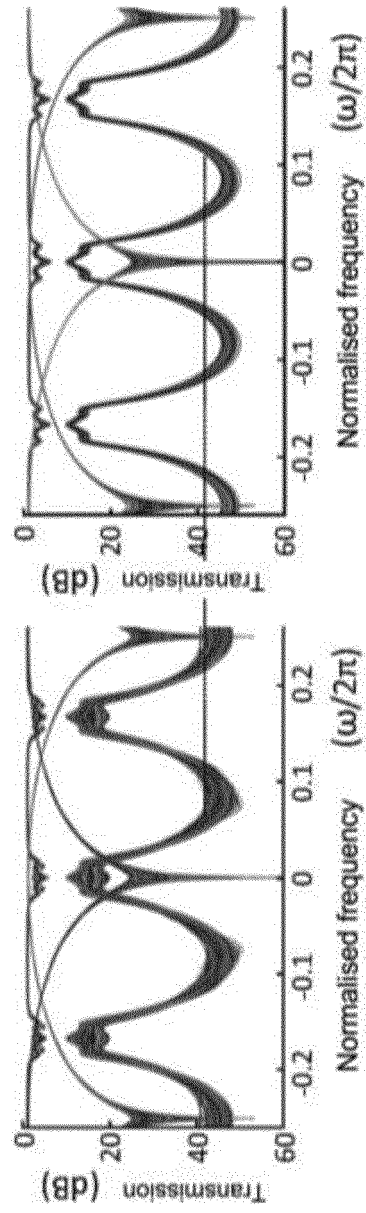 Transmission (dB)
0
20
40
60
-0.2 -0.1 0 0.1 0.2
Normalised frequency (ω/2π)
Transmission (dB)
0
20
40
60
-0.2 -0.1 0 0.1 0.2
Normalised frequency (ω/2π)